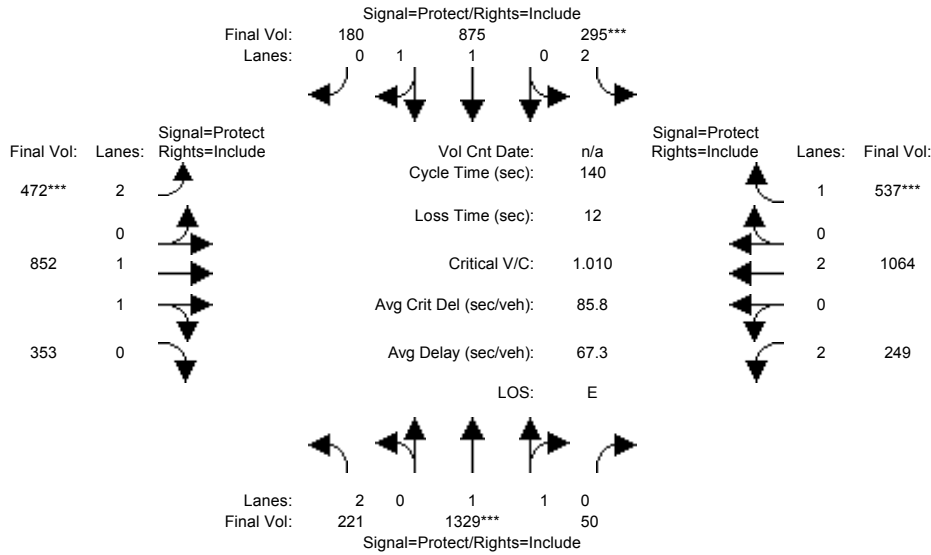 Signal=Protect/Rights=Include
Final Vol: 180 875 295***
Lanes: 0 1 1 0 2
Signal=Protect Signal=Protect
Final Vol: Lanes: Rights=Include Vol Cnt Date: n/a Rights=Include Lanes: Final Vol:
Cycle Time (sec): 140
472*** 2 1 537***
Loss Time (sec): 12
0 0
852 1 Critical V/C: 1.010 2 1064
1 Avg Crit Del (sec/veh): 85.8 0
353 0 Avg Delay (sec/veh): 67.3 2 249
LOS: E
Lanes: 2 0 1 1 0
Final Vol: 221 1329*** 50
Signal=Protect/Rights=Include